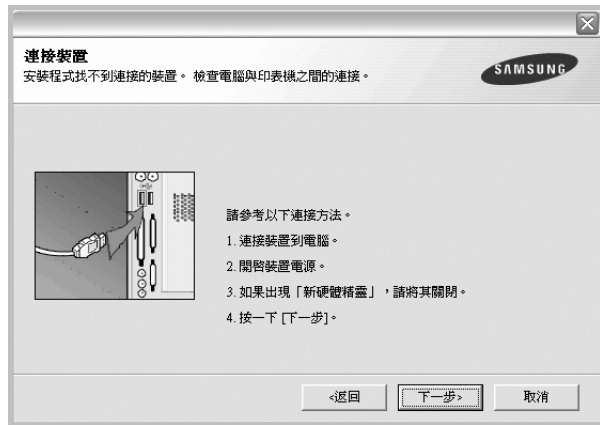 連接裝置
安裝程式找不到連接的裝置。檢查電腦與印表機之間的連接。
SAMSUNG
請參考以下連接方法。
1. 連接裝置到電腦。
2. 開啓裝置電源。
3. 如果出現「新硬體精靈」，請將其關閉。
4. 按一下 [下一步]。
<返回
下一步>
取消